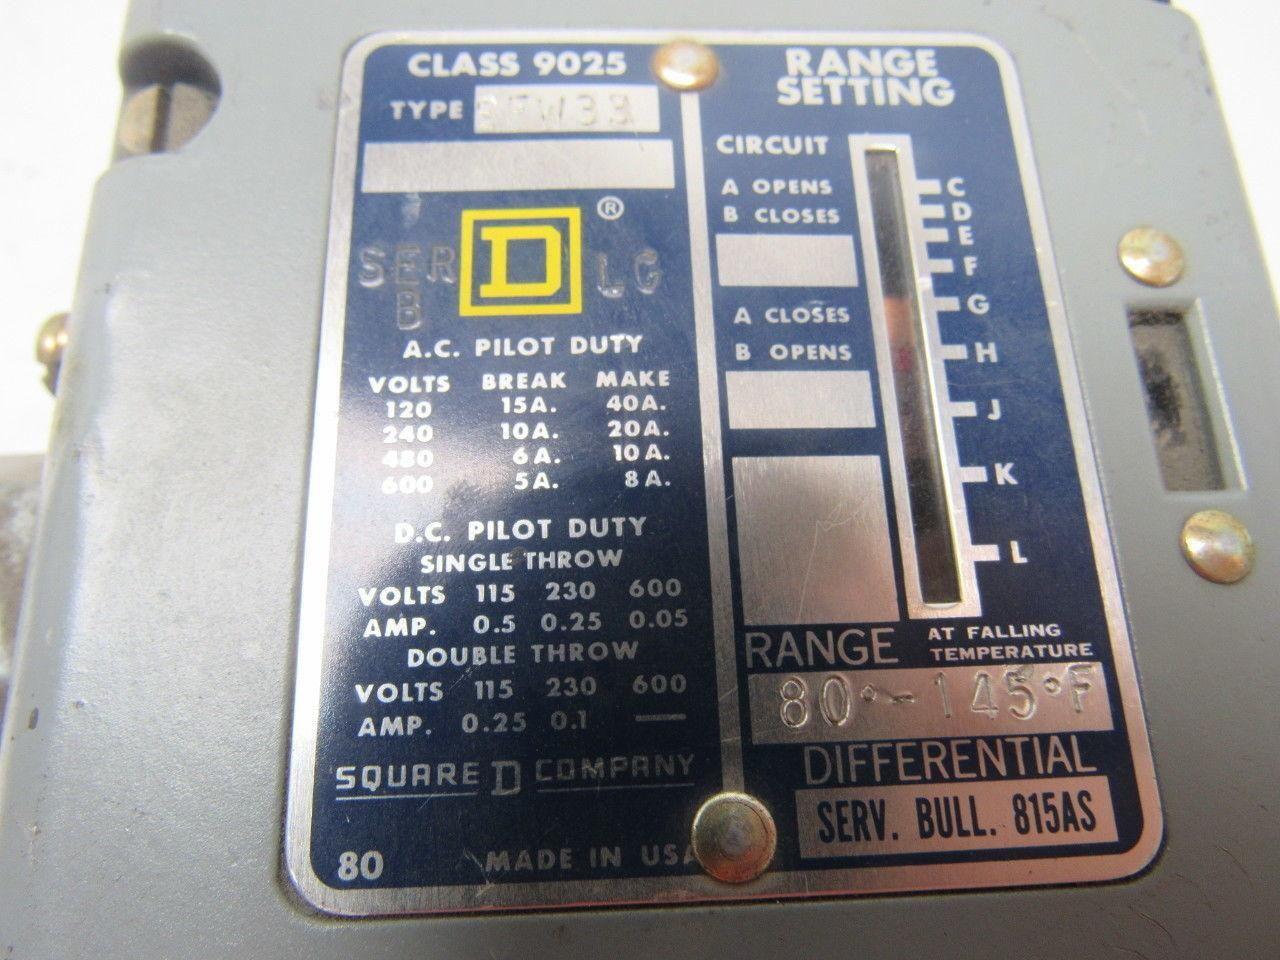 CLASS 9025
TYPE
SER
B
D
®
LG
A.C. PILOT DUTY
VOLTS BREAK MAKE
120 15A. 40A.
240 10A. 20A.
480 6A. 10A.
600 5A. 8A.
D.C. PILOT DUTY
SINGLE THROW
VOLTS 115 230 600
AMP. 0.5 0.25 0.05
DOUBLE THROW
VOLTS 115 230 600
AMP. 0.25 0.1 —
SQUARE D COMPANY
80 MADE IN USA
RANGE
SETTING
CIRCUIT
A OPENS
B CLOSES
A CLOSES
B OPENS
C
D
E
F
G
H
J
K
L
RANGE AT FALLING
TEMPERATURE
80°-145°F
DIFFERENTIAL
SERV. BULL. 815AS